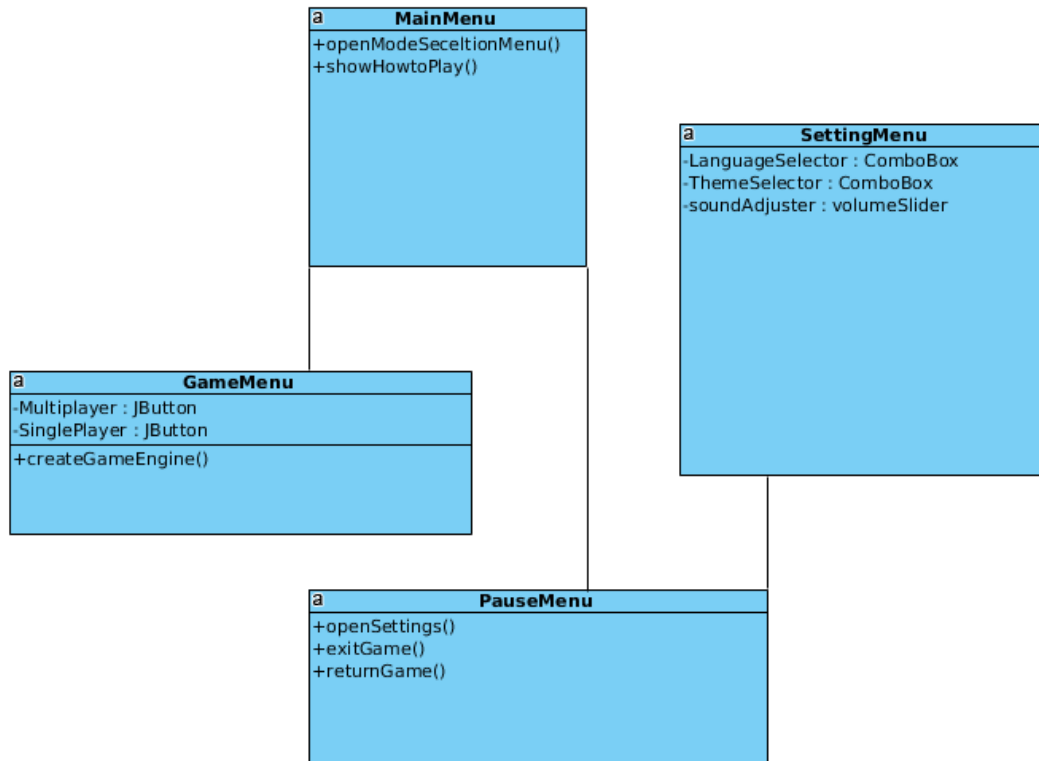 a
MainMenu
+openModeSeceltionMenu()
+showHowtoPlay()
a
SettingMenu
-LanguageSelector : ComboBox
-ThemeSelector : ComboBox
-soundAdjuster : volumeSlider
a
GameMenu
-Multiplayer : JButton
-SinglePlayer : JButton
+createGameEngine()
a
PauseMenu
+openSettings()
+exitGame()
+returnGame()